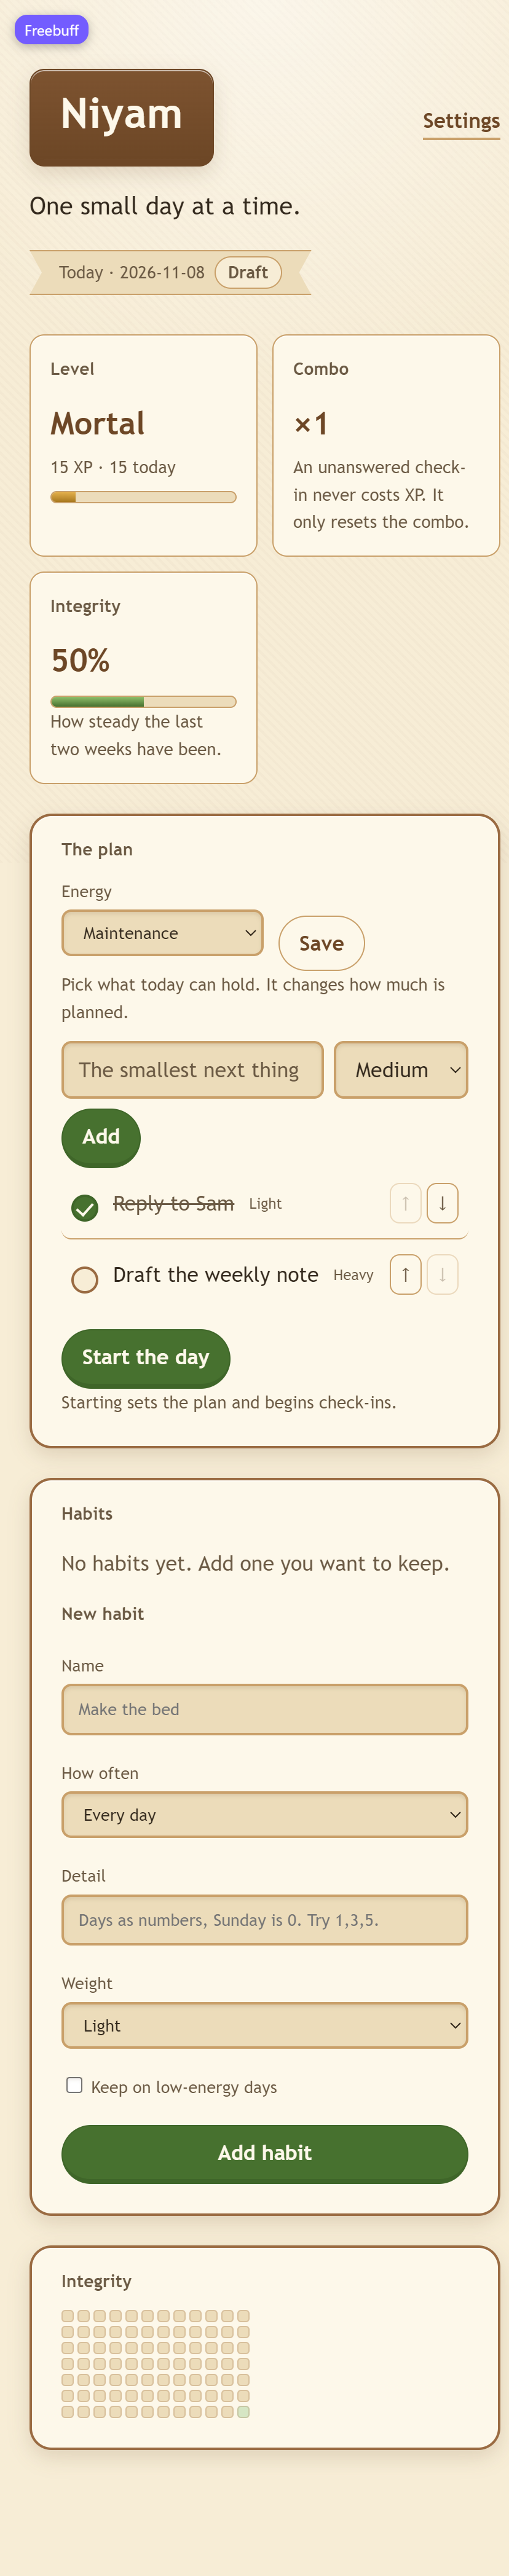 Freebuff
Niyam
Settings
One small day at a time.
Today · 2026-11-08 Draft
Level
Mortal
15 XP · 15 today
Combo
×1
An unanswered check-
in never costs XP. It
only resets the combo.
Integrity
50%
How steady the last
two weeks have been.
The plan
Energy
Maintenance
Save
Pick what today can hold. It changes how much is
planned.
The smallest next thing
Medium
Add
Reply to Sam Light ↑ ↓
Draft the weekly note Heavy ↑ ↓
Start the day
Starting sets the plan and begins check-ins.
Habits
No habits yet. Add one you want to keep.
New habit
Name
Make the bed
How often
Every day
Detail
Days as numbers, Sunday is 0. Try 1,3,5.
Weight
Light
Keep on low-energy days
Add habit
Integrity